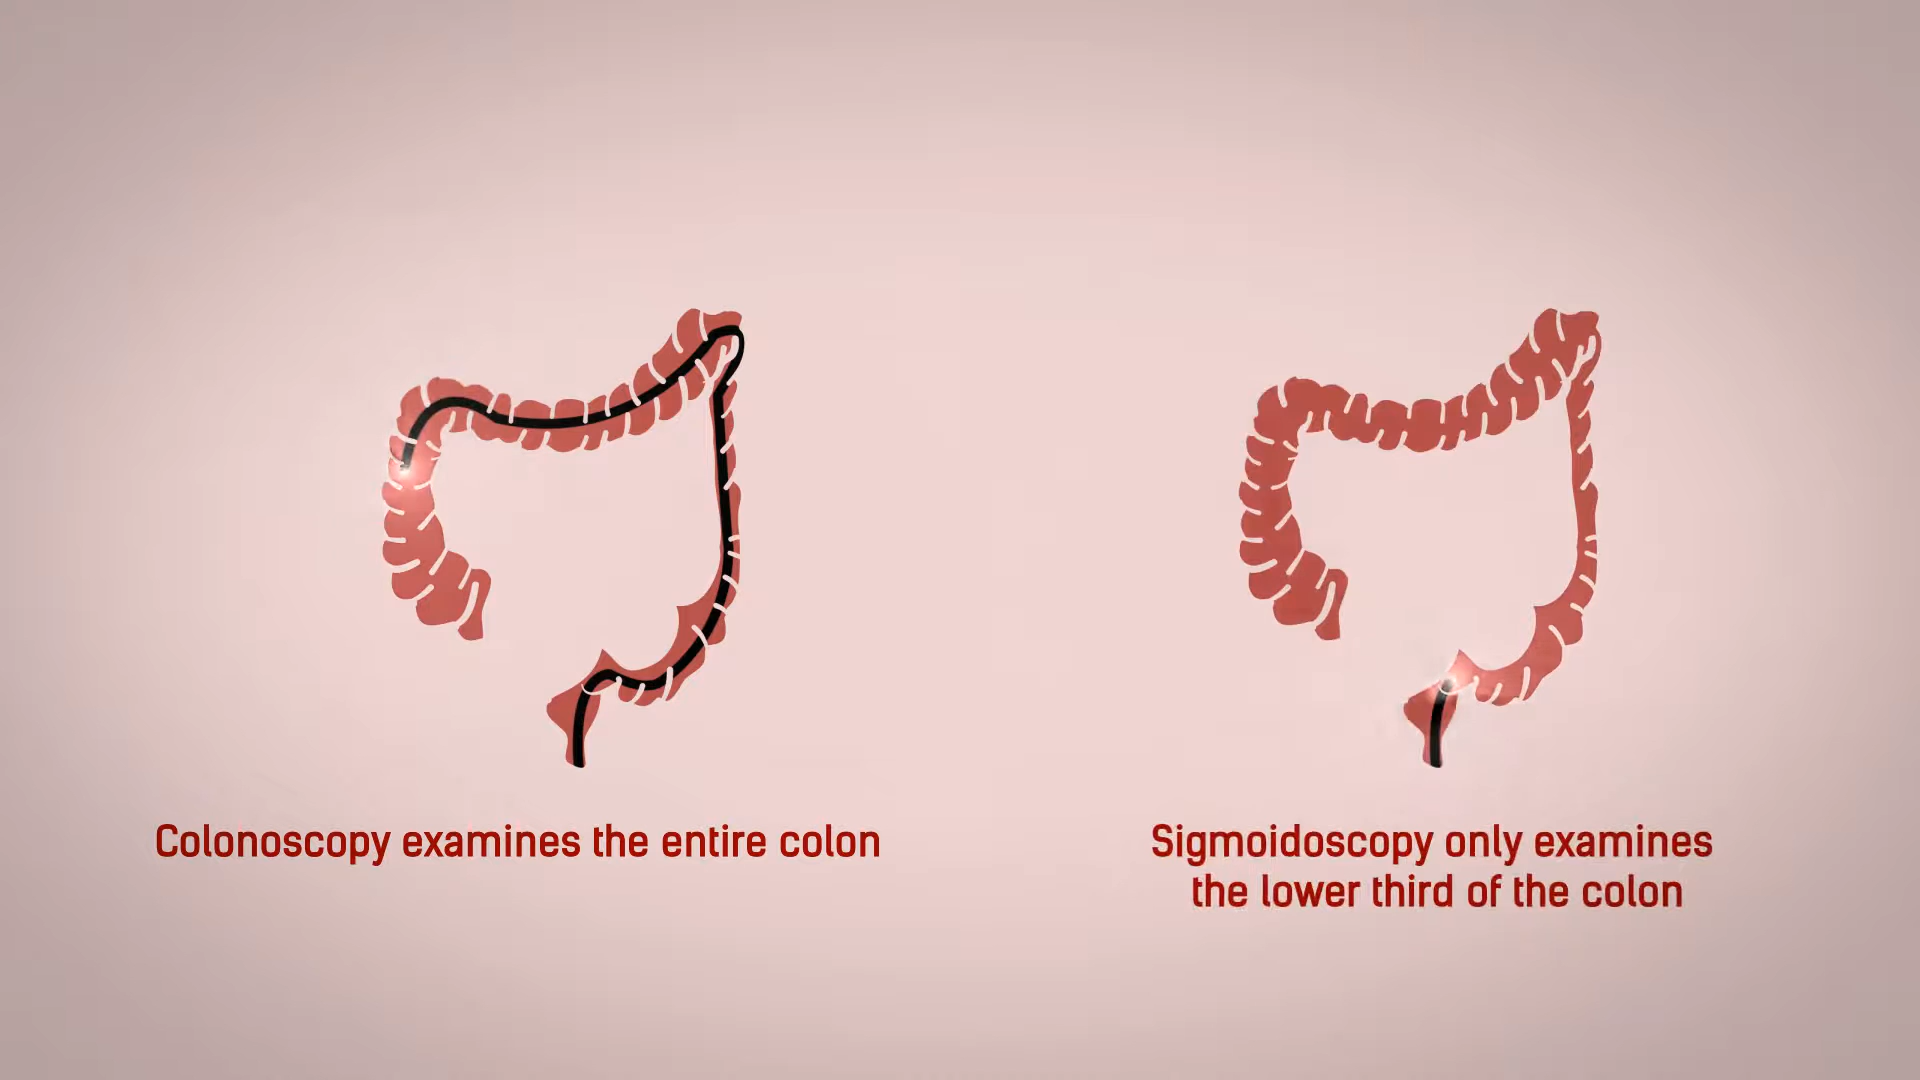 Colonoscopy examines the entire colon
Sigmoidoscopy only examines
the lower third of the colon